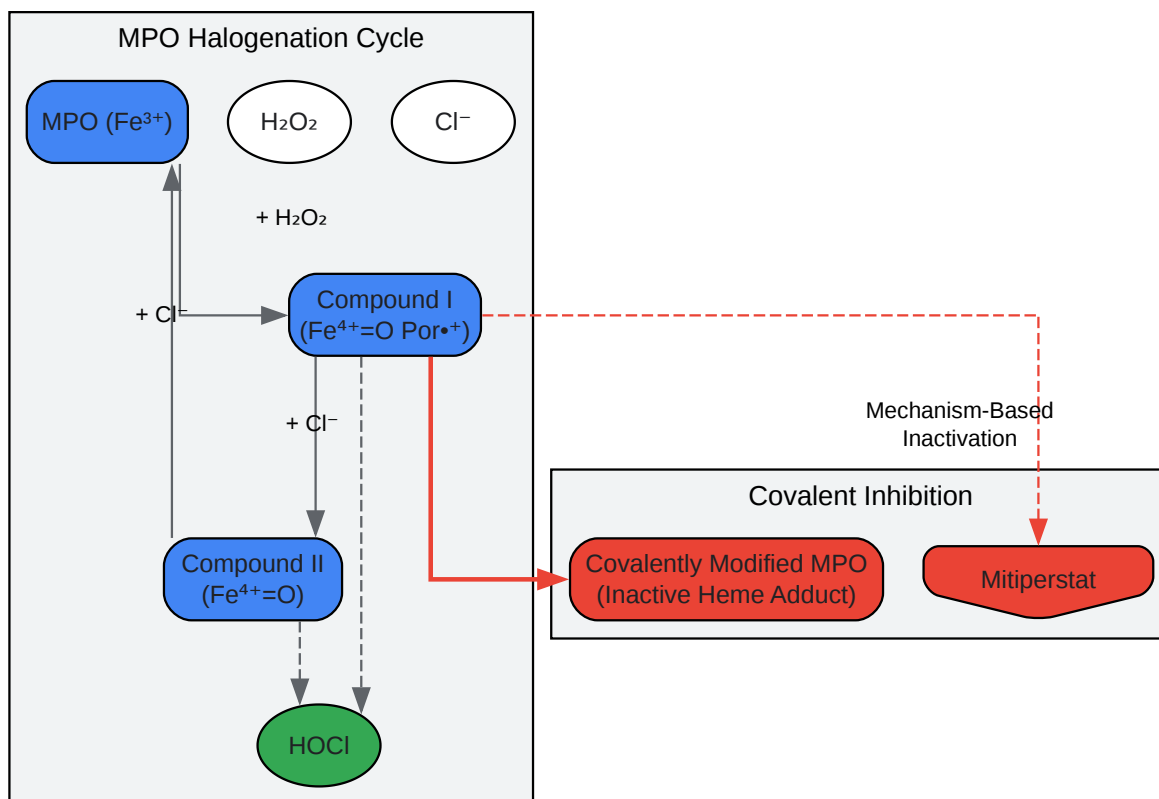 MPO Halogenation Cycle
MPO (Fe³⁺)
H₂O₂
Cl⁻
+ H₂O₂
+ Cl⁻
Compound I
(Fe⁴⁺=O Por•⁺)
+ Cl⁻
Mechanism-Based
Inactivation
Covalent Inhibition
Compound II
(Fe⁴⁺=O)
Covalently Modified MPO
(Inactive Heme Adduct)
Mitiperstat
HOCl